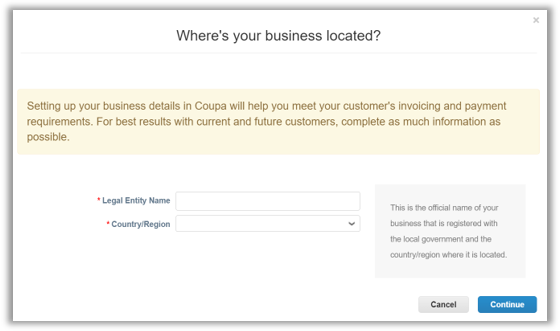 ×
Where's your business located?
Setting up your business details in Coupa will help you meet your customer's invoicing and payment
requirements. For best results with current and future customers, complete as much information as
possible.
* Legal Entity Name
* Country/Region
This is the official name of your
business that is registered with
the local government and the
country/region where it is located.
Cancel
Continue